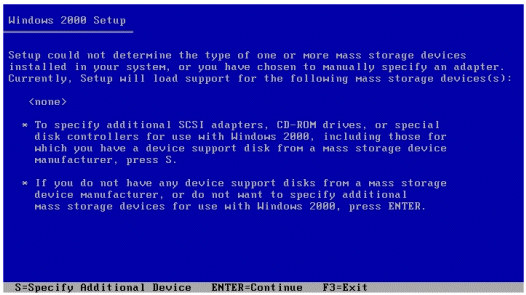 Windows 2000 Setup
Setup could not determine the type of one or more mass storage devices
installed in your system, or you have chosen to manually specify an adapter.
Currently, Setup will load support for the following mass storage devices(s):
<none>
* To specify additional SCSI adapters, CD-ROM drives, or special
disk controllers for use with Windows 2000, including those for
which you have a device support disk from a mass storage device
manufacturer, press S.
* If you do not have any device support disks from a mass storage
device manufacturer, or do not want to specify additional
mass storage devices for use with Windows 2000, press ENTER.
S=Specify Additional Device ENTER=Continue F3=Exit